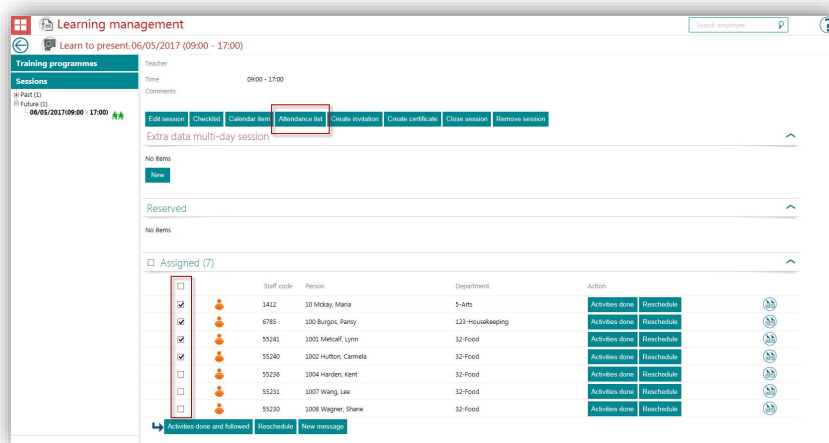 Learning management
Search employee
Learn to present:06/05/2017 (09:00 - 17:00)
Training programmes
Sessions
Past (1)
Future (1)
06/05/2017(09:00 - 17:00)
Teacher
Time 09:00 - 17:00
Comments
Edit session Checklist Calendar item Attendance list Create invitation Create certificate Close session Remove session
Extra data multi-day session
No items
New
Reserved
No items
Assigned (7)
Staff code Person Department Action
1412 10 Mckay, Maria 5-Arts Activities done Reschedule
6785 100 Burgos, Pansy 123-Housekeeping Activities done Reschedule
55241 1001 Metcalf, Lynn 32-Food Activities done Reschedule
55240 1002 Hutton, Carmela 32-Food Activities done Reschedule
55236 1004 Harden, Kent 32-Food Activities done Reschedule
55231 1007 Wang, Lee 32-Food Activities done Reschedule
55230 1008 Wagner, Shane 32-Food Activities done Reschedule
Activities done and followed Reschedule New message